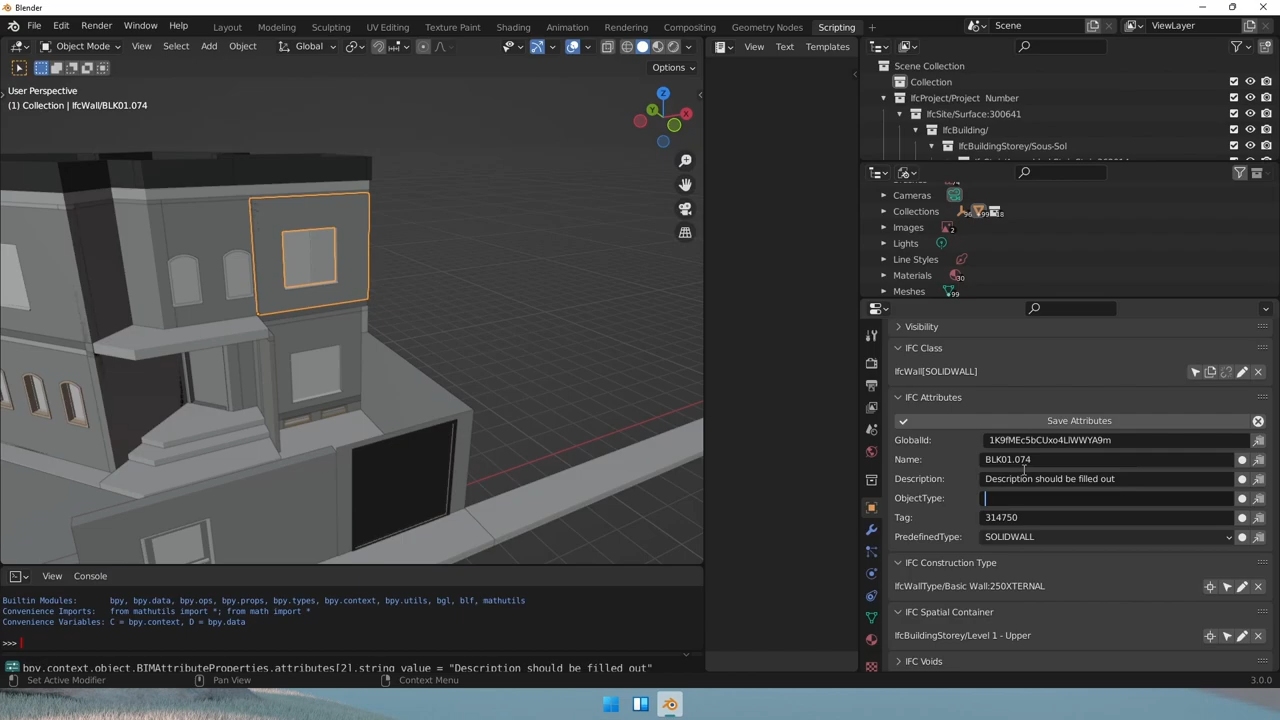 Blender
File Edit Render Window Help
Layout Modeling Sculpting UV Editing Texture Paint Shading Animation Rendering Compositing Geometry Nodes Scripting
Scene
ViewLayer
Object Mode View Select Add Object Global
View Text Templates
Options
User Perspective
(1) Collection | IfcWall/BLK01.074
Z
Y
X
Scene Collection
Collection
IfcProject/Project Number
IfcSite/Surface:300641
IfcBuilding/
IfcBuildingStorey/Sous-Sol
Cameras
Collections
Images 2
Lights
Line Styles
Materials 30
Meshes 99
Visibility
IFC Class
IfcWall[SOLIDWALL]
IFC Attributes
Save Attributes
GlobalId: 1K9fMEc5bCUxo4LlWWYA9m
Name: BLK01.074
Description: Description should be filled out
ObjectType:
Tag: 314750
PredefinedType: SOLIDWALL
IFC Construction Type
IfcWallType/Basic Wall:250XTERNAL
IFC Spatial Container
IfcBuildingStorey/Level 1 - Upper
IFC Voids
View Console
Builtin Modules: bpy, bpy.data, bpy.ops, bpy.props, bpy.types, bpy.context, bpy.utils, bgl, blf, mathutils
Convenience Imports: from mathutils import *; from math import *
Convenience Variables: C = bpy.context, D = bpy.data
>>>
bpy.context.object.BIMAttributeProperties.attributes[2].string_value = "Description should be filled out"
Set Active Modifier Pan View Context Menu 3.0.0